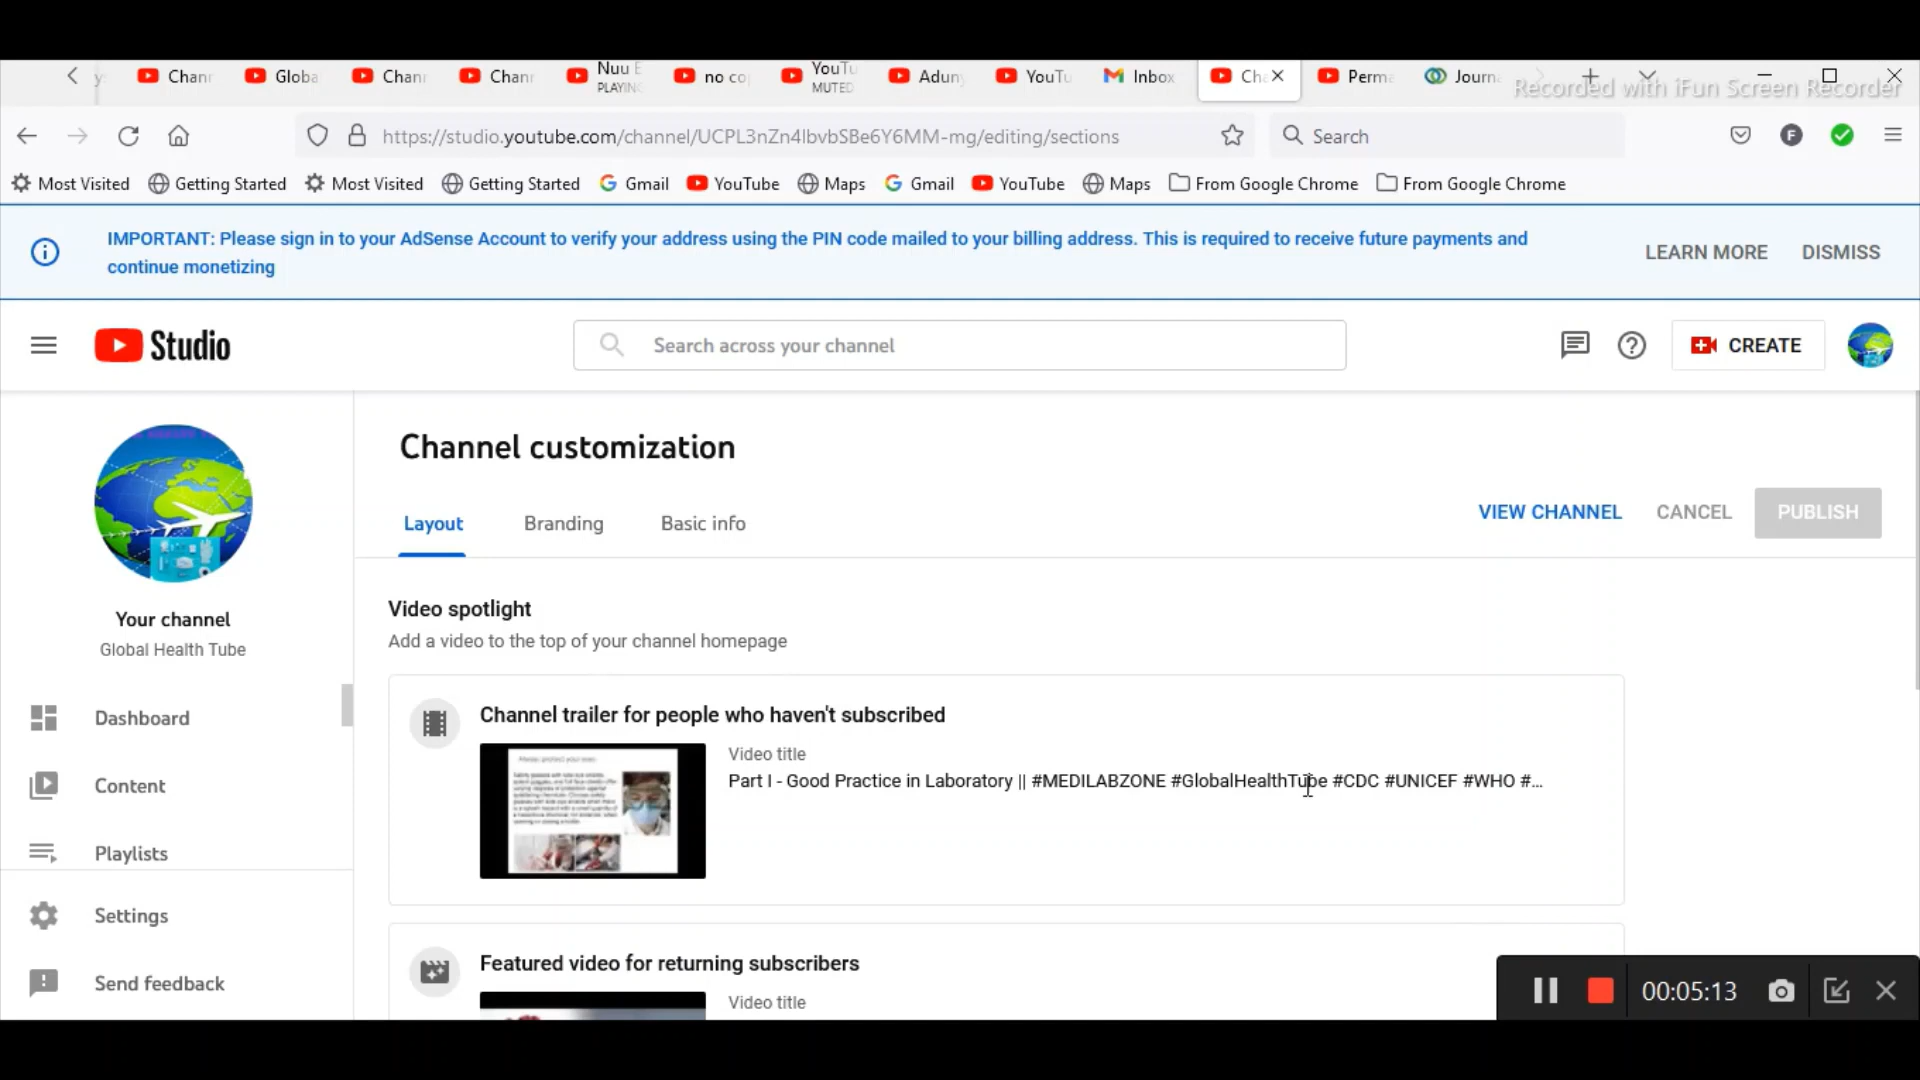 Chan
Globa
Chan
Chan
Nuu E
PLAYING
no co
YouTu
MUTED
Adun
YouTu
Inbox
Ch
Perma
Journ
Recorded with iFun Screen Recorder
https://studio.youtube.com/channel/UCPL3nZn4lbvbSBe6Y6MM-mg/editing/sections
Search
F
Most Visited Getting Started Most Visited Getting Started Gmail YouTube Maps Gmail YouTube Maps From Google Chrome From Google Chrome
IMPORTANT: Please sign in to your AdSense Account to verify your address using the PIN code mailed to your billing address. This is required to receive future payments and
continue monetizing
LEARN MORE DISMISS
Studio
Search across your channel
CREATE
Channel customization
Layout Branding Basic info
VIEW CHANNEL CANCEL PUBLISH
Your channel
Global Health Tube
Dashboard
Content
Playlists
Settings
Send feedback
Video spotlight
Add a video to the top of your channel homepage
Channel trailer for people who haven't subscribed
Video title
Part I - Good Practice in Laboratory || #MEDILABZONE #GlobalHealthTube #CDC #UNICEF #WHO #...
Featured video for returning subscribers
Video title
00:05:13